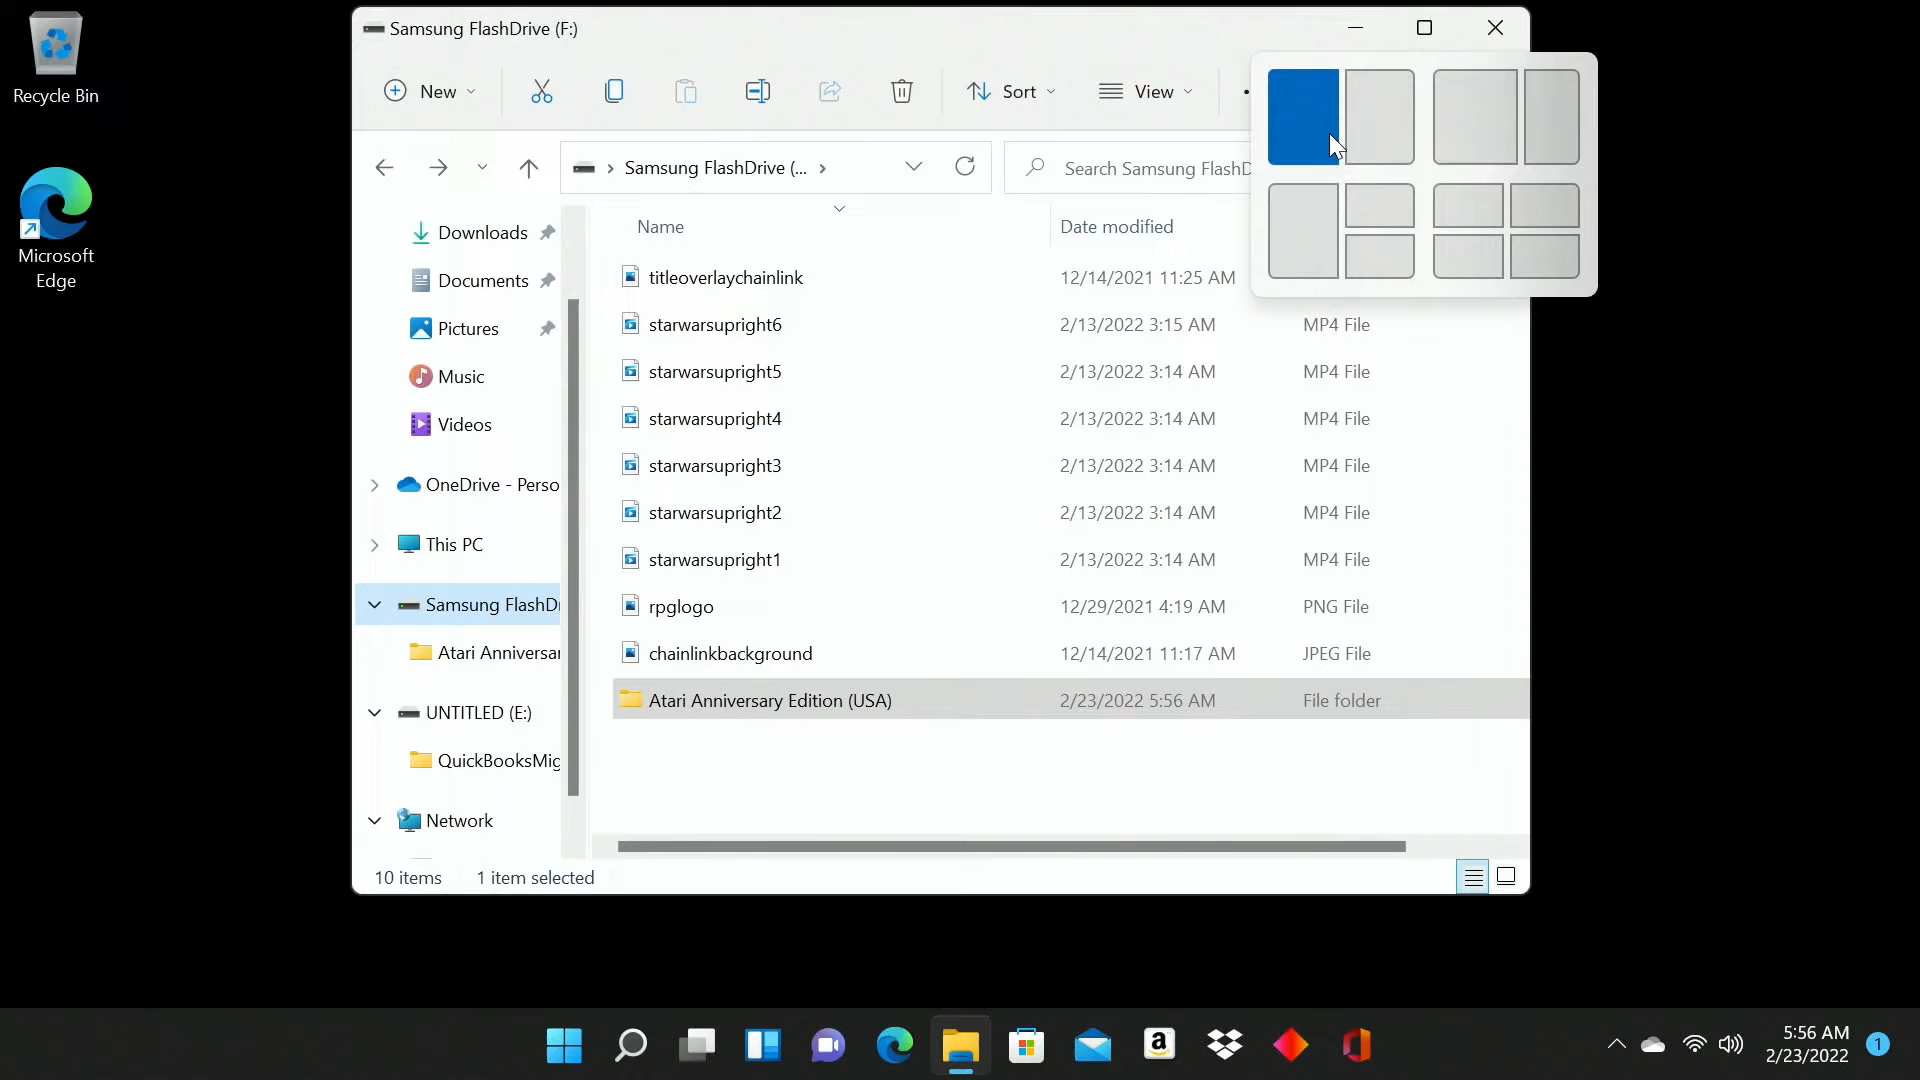 Recycle Bin
Microsoft
Edge
Samsung FlashDrive (F:)
New
Sort
View
Samsung FlashDrive (...
Search Samsung FlashD
Downloads
Documents
Pictures
Music
Videos
OneDrive - Perso
This PC
Samsung FlashDr
Atari Anniversar
UNTITLED (E:)
QuickBooksMig
Network
Name Date modified
titleoverlaychainlink 12/14/2021 11:25 AM
starwarsupright6 2/13/2022 3:15 AM MP4 File
starwarsupright5 2/13/2022 3:14 AM MP4 File
starwarsupright4 2/13/2022 3:14 AM MP4 File
starwarsupright3 2/13/2022 3:14 AM MP4 File
starwarsupright2 2/13/2022 3:14 AM MP4 File
starwarsupright1 2/13/2022 3:14 AM MP4 File
rpglogo 12/29/2021 4:19 AM PNG File
chainlinkbackground 12/14/2021 11:17 AM JPEG File
Atari Anniversary Edition (USA) 2/23/2022 5:56 AM File folder
10 items 1 item selected
a
5:56 AM
2/23/2022
1